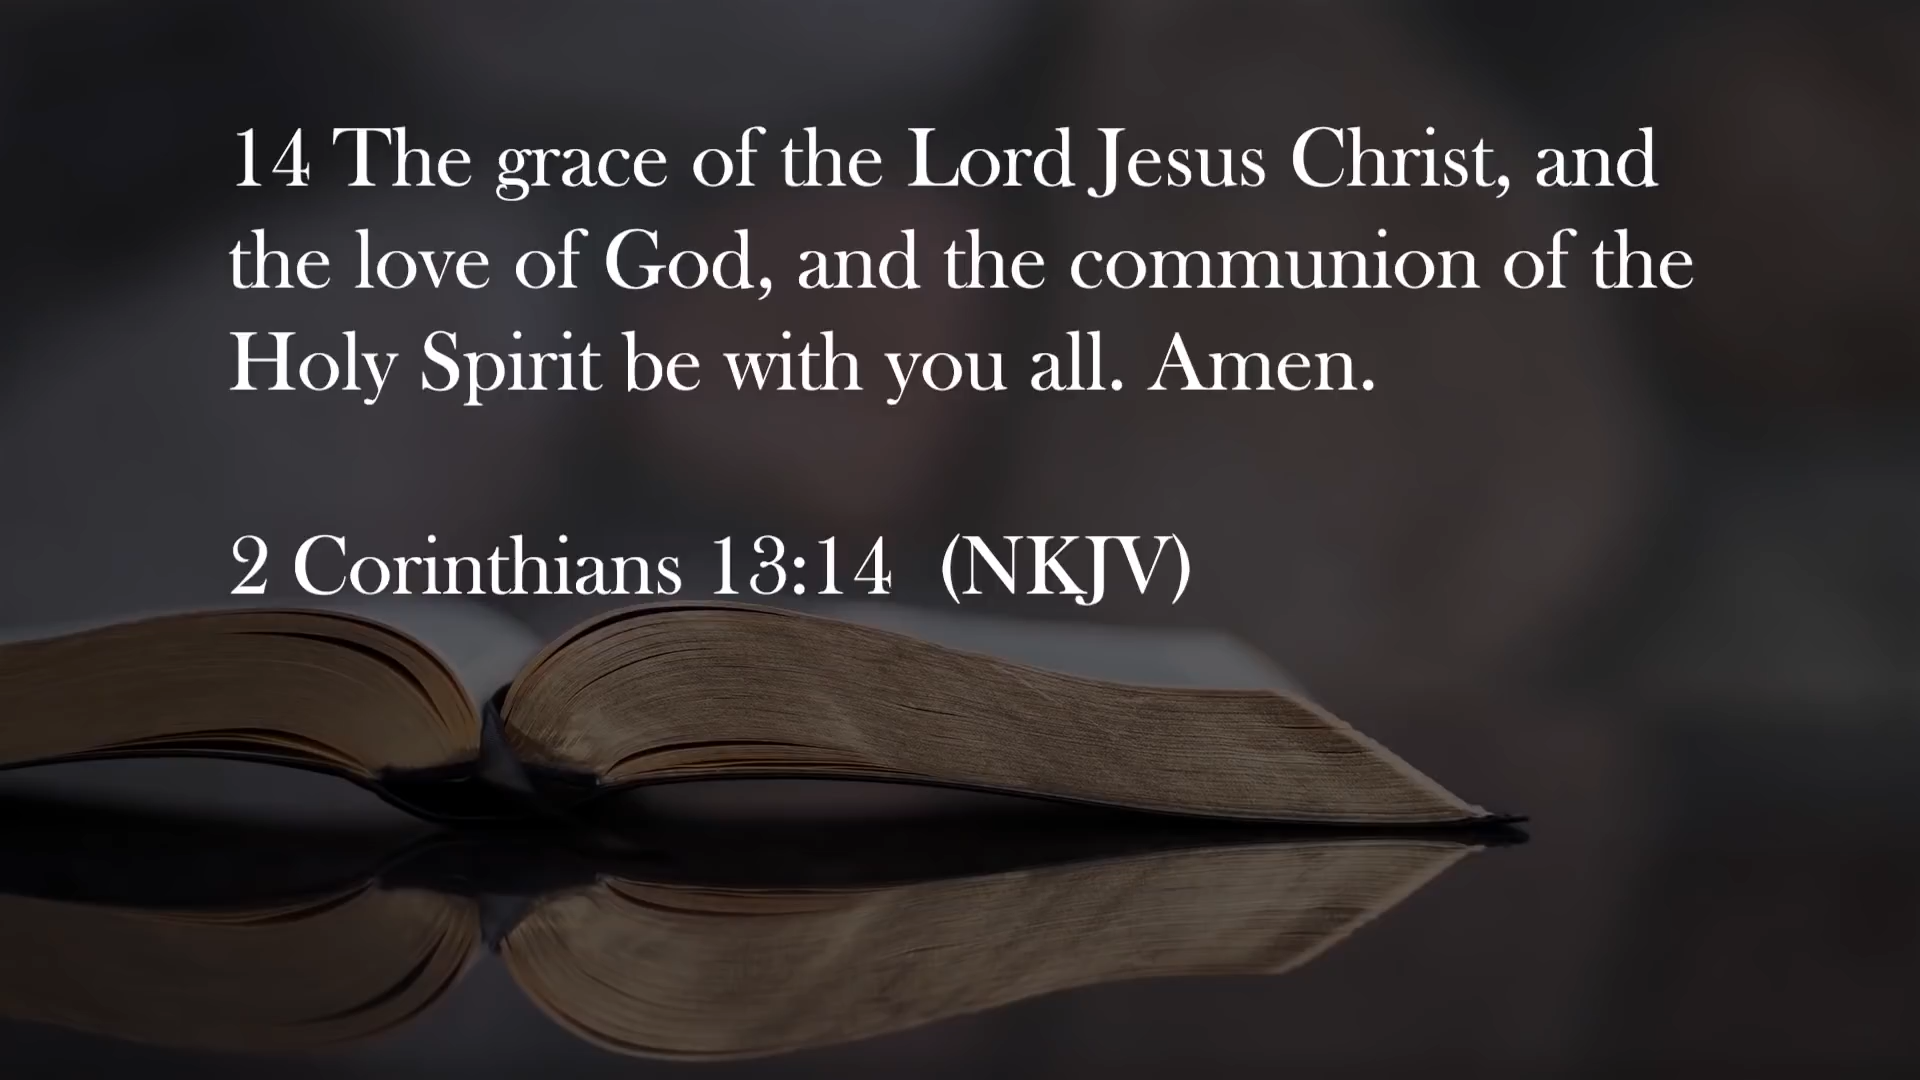 14 The grace of the Lord Jesus Christ, and
the love of God, and the communion of the
Holy Spirit be with you all. Amen.
2 Corinthians 13:14 (NKJV)